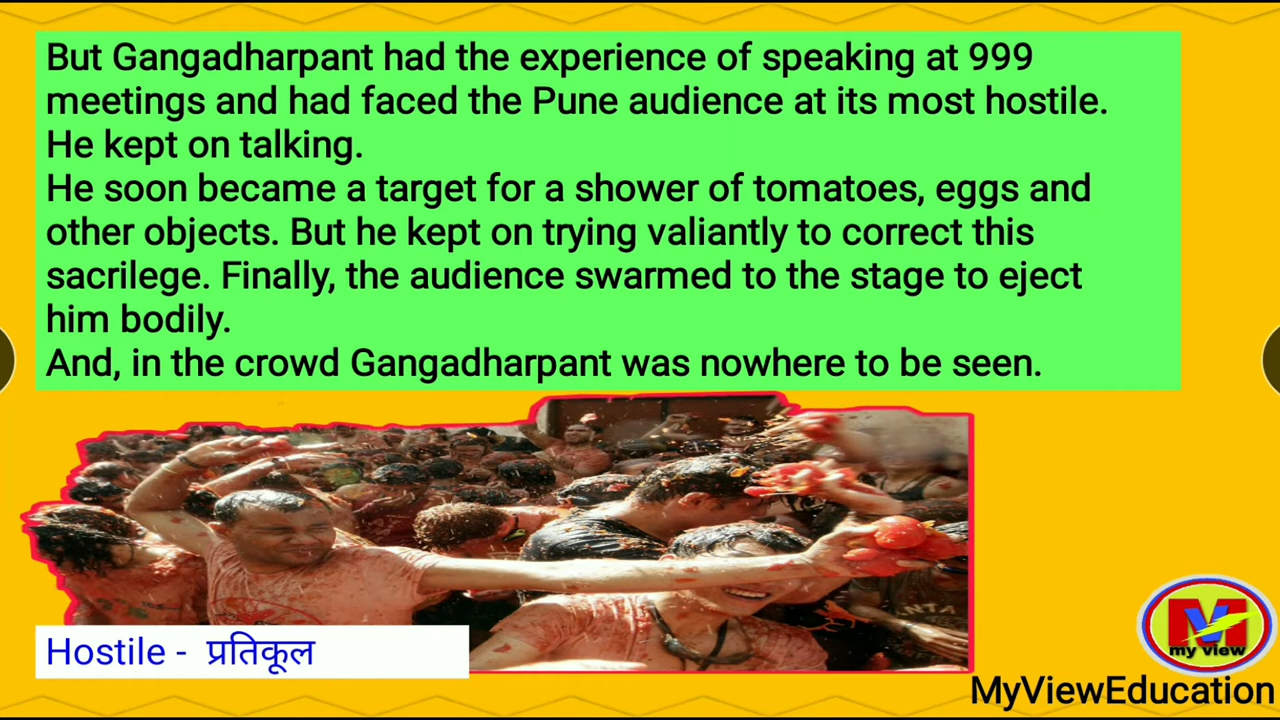 But Gangadharpant had the experience of speaking at 999
meetings and had faced the Pune audience at its most hostile.
He kept on talking.
He soon became a target for a shower of tomatoes, eggs and
other objects. But he kept on trying valiantly to correct this
sacrilege. Finally, the audience swarmed to the stage to eject
him bodily.
And, in the crowd Gangadharpant was nowhere to be seen.
Hostile - प्रतिकूल
MV
my view
MyViewEducation